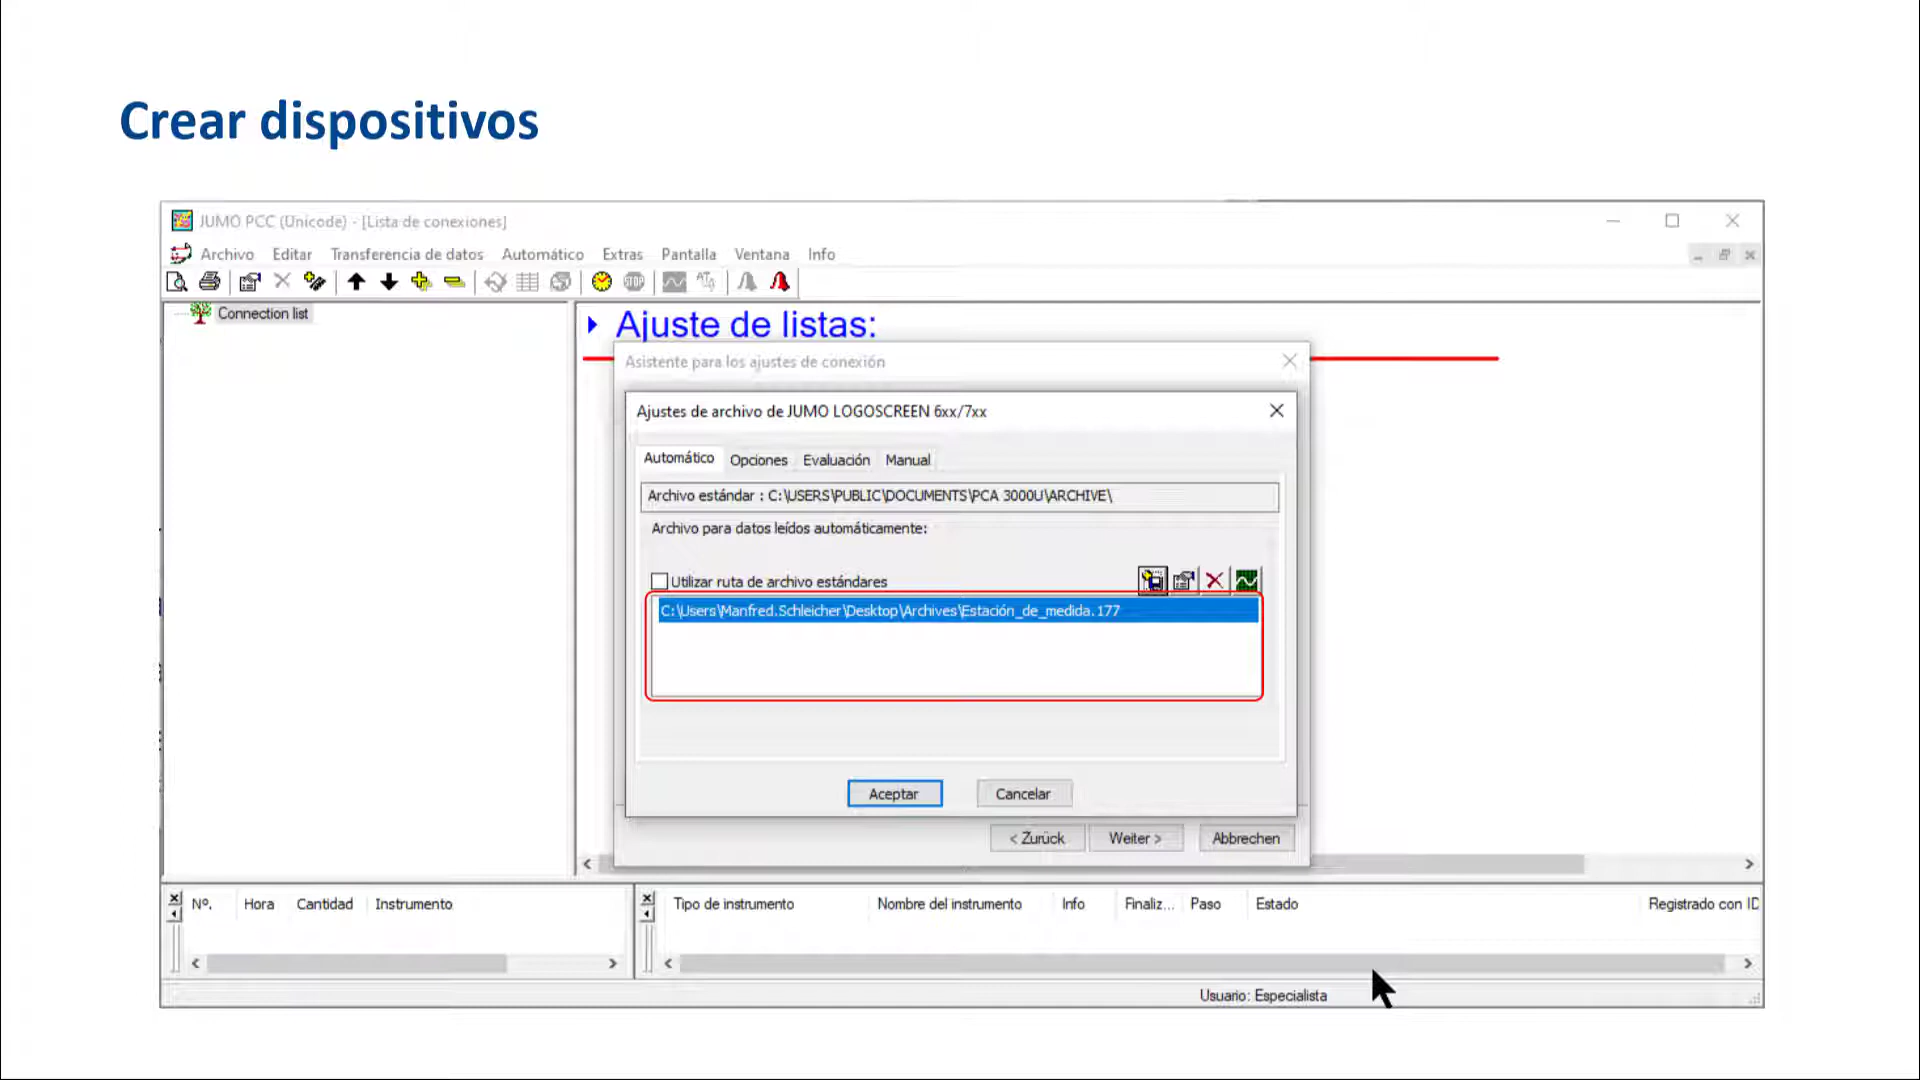 Crear dispositivos
JUMO PCC (Unicode) - [Lista de conexiones]
Archivo Editar Transferencia de datos Automático Extras Pantalla Ventana Info
STOP
Connection list
Ajuste de listas:
Asistente para los ajustes de conexión
Ajustes de archivo de JUMO LOGOSCREEN 6xx/7xx
Automático Opciones Evaluación Manual
Archivo estándar : C:\USERS\PUBLIC\DOCUMENTS\PCA 3000U\ARCHIVE\
Archivo para datos leídos automáticamente:
Utilizar ruta de archivo estándares
C:\Users\Manfred.Schleicher\Desktop\Archives\Estación_de_medida.177
Aceptar Cancelar
< Zurück Weiter > Abbrechen
Nº. Hora Cantidad Instrumento
Tipo de instrumento Nombre del instrumento Info Finaliz... Paso Estado Registrado con ID
Usuario: Especialista